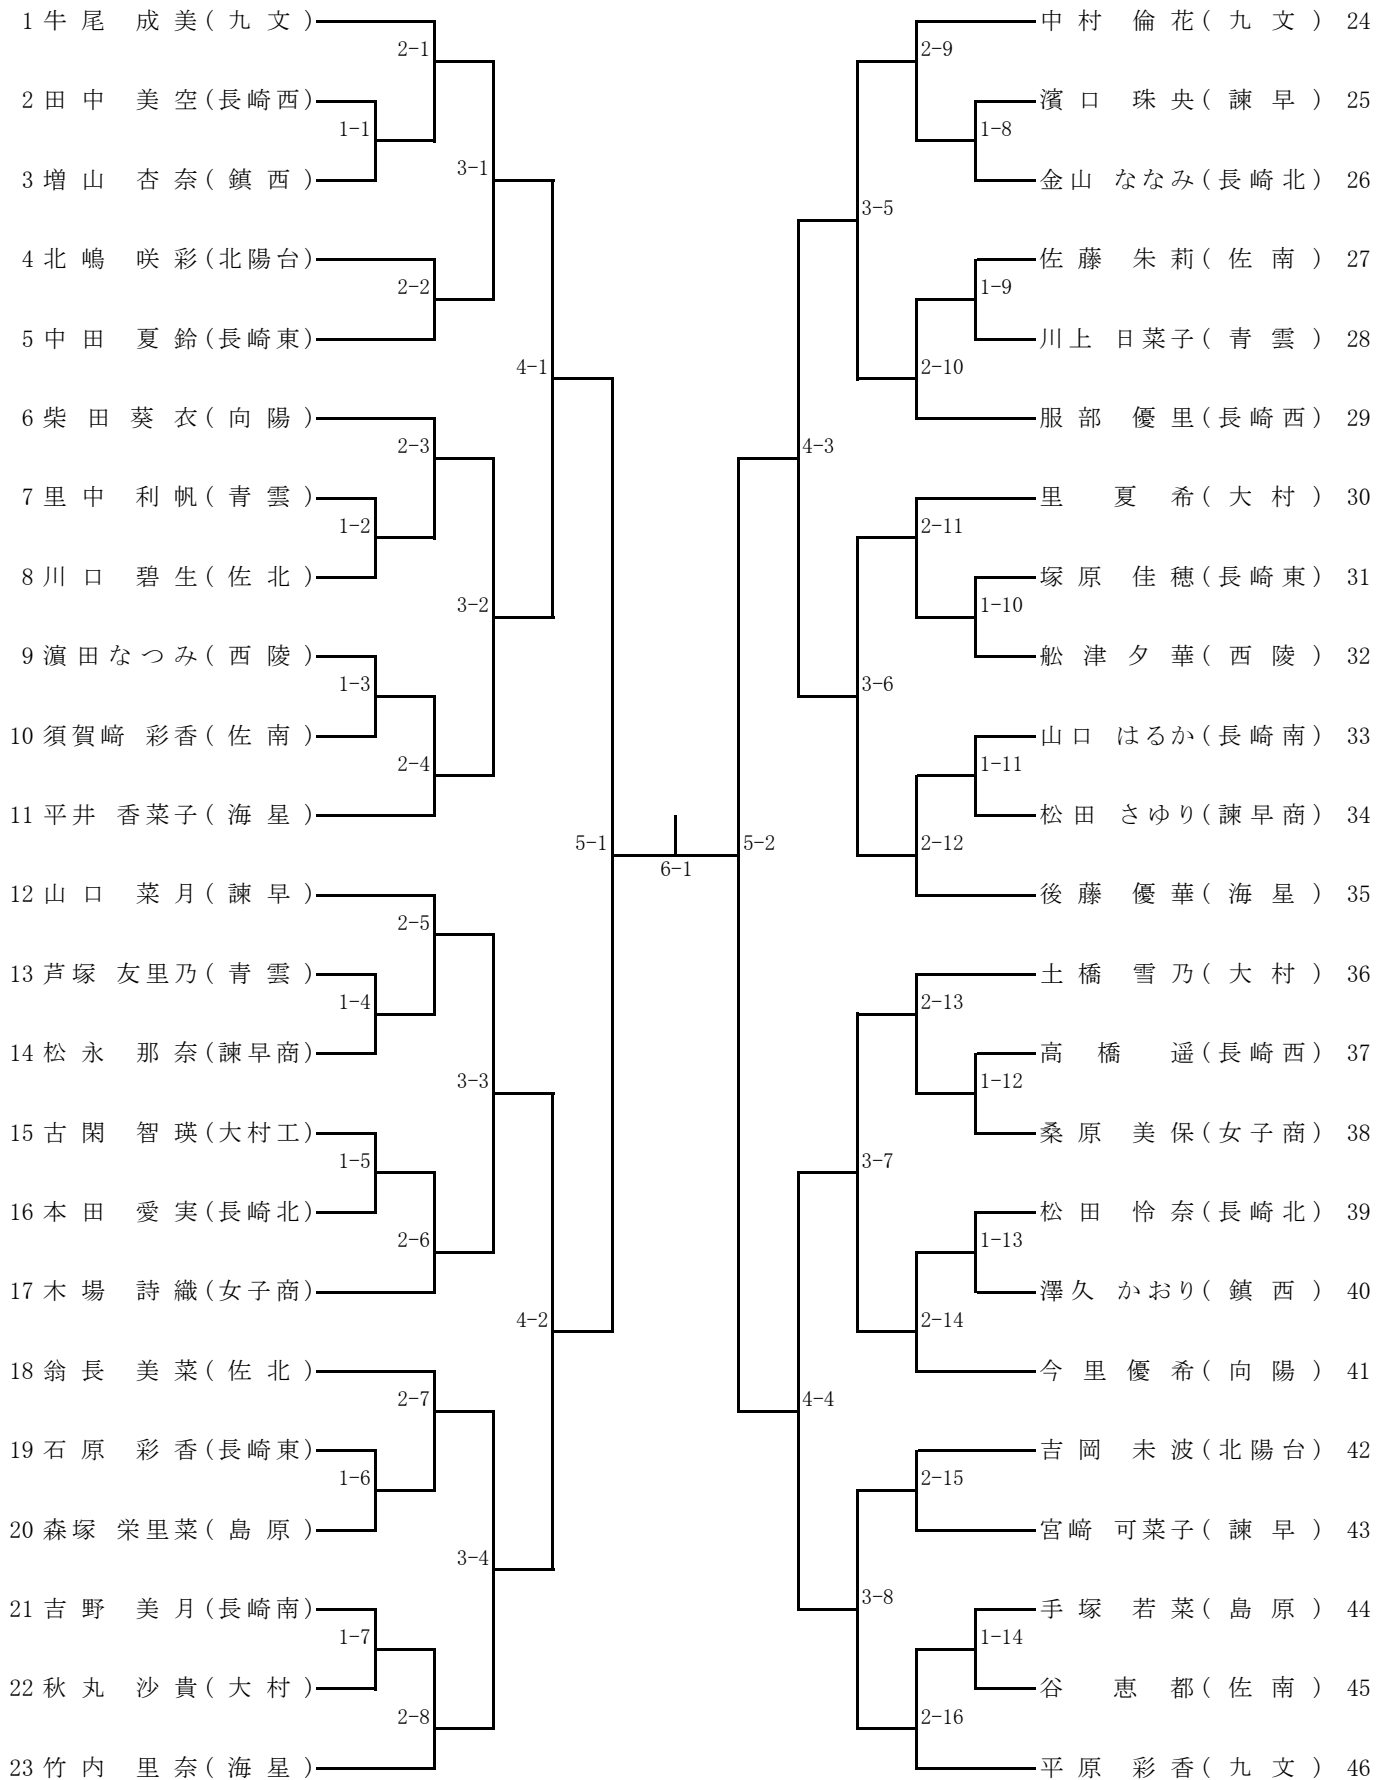 1 牛尾 成美(九文)
2-1
2 田中 美空(長崎西)
1-1
3 増山 杏奈(鎮西)
3-1
4 北嶋 咲彩(北陽台)
2-2
5 中田 夏鈴(長崎東)
4-1
6 柴田葵衣(向陽)
2-3
7 里中 利帆(青雲)
1-2
8 川口 碧生(佐北)
3-2
9 濵田なつみ(西陵)
1-3
10 須賀﨑 彩香(佐南)
2-4
11 平井 香菜子(海星)
5-1
12 山口 菜月(諫早)
2-5
13 芦塚 友里乃(青雲)
1-4
14 松永 那奈(諫早商)
3-3
15 古閑 智瑛(大村工)
1-5
16 本田 愛実(長崎北)
2-6
17 木場 詩織(女子商)
4-2
18 翁長 美菜(佐北)
2-7
19 石原 彩香(長崎東)
1-6
20 森塚 栄里菜(島原)
3-4
21 吉野 美月(長崎南)
1-7
22 秋丸 沙貴(大村)
2-8
23 竹内 里奈(海星)
6-1
中村 倫花(九文) 24
2-9
濱口 珠央(諫早) 25
1-8
金山 ななみ(長崎北) 26
3-5
佐藤 朱莉(佐南) 27
1-9
川上 日菜子(青雲) 28
2-10
服部 優里(長崎西) 29
4-3
里 夏希(大村) 30
2-11
塚原 佳穂(長崎東) 31
1-10
舩津夕華(西陵) 32
3-6
山口 はるか(長崎南) 33
1-11
松田 さゆり(諫早商) 34
2-12
5-2
後藤 優華(海星) 35
土橋 雪乃(大村) 36
2-13
高橋 遥(長崎西) 37
1-12
桑原 美保(女子商) 38
3-7
松田 怜奈(長崎北) 39
1-13
澤久 かおり(鎮西) 40
2-14
今里優希(向陽) 41
4-4
吉岡 未波(北陽台) 42
2-15
宮﨑 可菜子(諫早) 43
3-8
手塚 若菜(島原) 44
1-14
谷 恵都(佐南) 45
2-16
平原 彩香(九文) 46